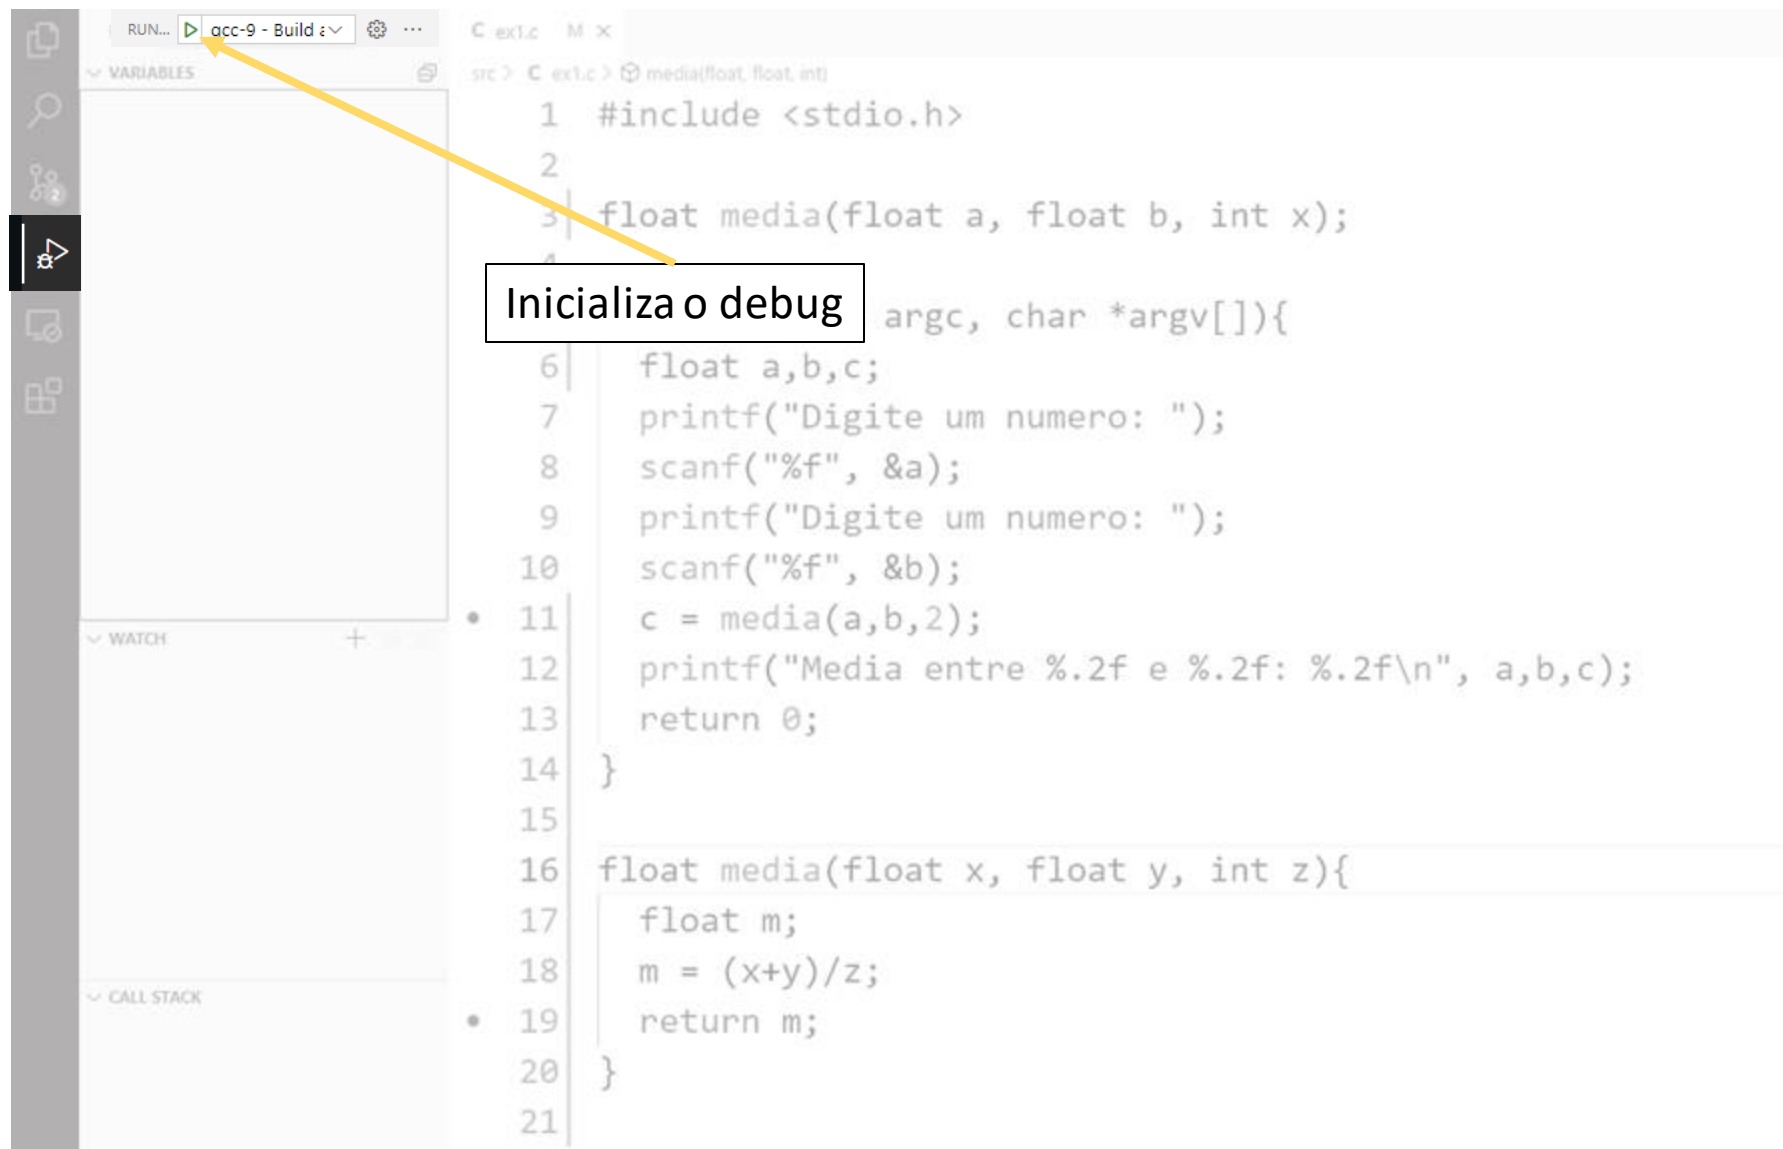 RUN... gcc-9 - Build a ...
C ex1.c M
VARIABLES
src > C ex1.c > media(float, float, int)
1 #include <stdio.h>
2
2
3 float media(float a, float b, int x);
4
Inicializa o debug
argc, char *argv[]){
6 float a,b,c;
7 printf("Digite um numero: ");
8 scanf("%f", &a);
9 printf("Digite um numero: ");
10 scanf("%f", &b);
11 c = media(a,b,2);
WATCH
12 printf("Media entre %.2f e %.2f: %.2f\n", a,b,c);
13 return 0;
14 }
15
16 float media(float x, float y, int z){
17 float m;
18 m = (x+y)/z;
CALL STACK
19 return m;
20 }
21